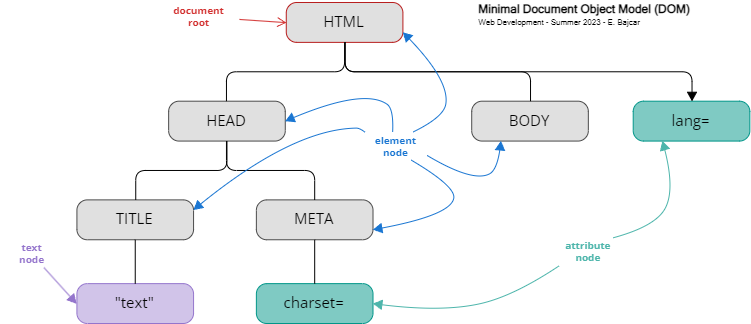 Minimal Document Object Model (DOM)
Web Development - Summer 2023 - E. Bajcar
document
root
HTML
HEAD
BODY
lang=
element
node
TITLE
META
text
node
attribute
node
"text"
charset=